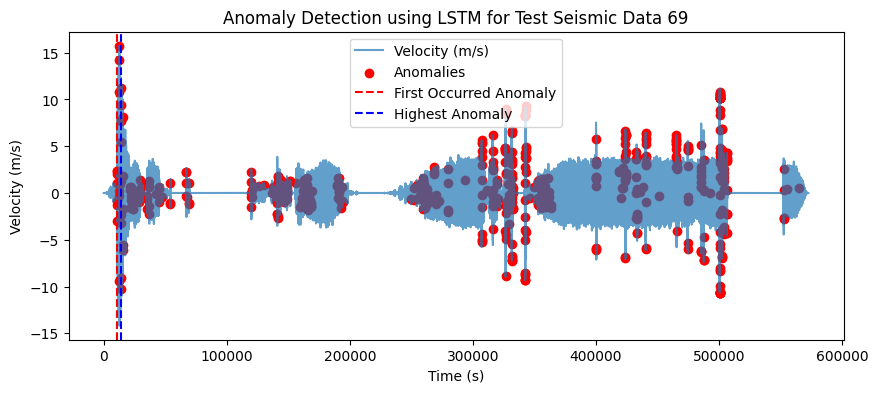 Anomaly Detection using LSTM for Test Seismic Data 69
Velocity (m/s)
Anomalies
First Occurred Anomaly
Highest Anomaly
Velocity (m/s)
15
10
5
0
−5
−10
−15
0 100000 200000 300000 400000 500000 600000
Time (s)